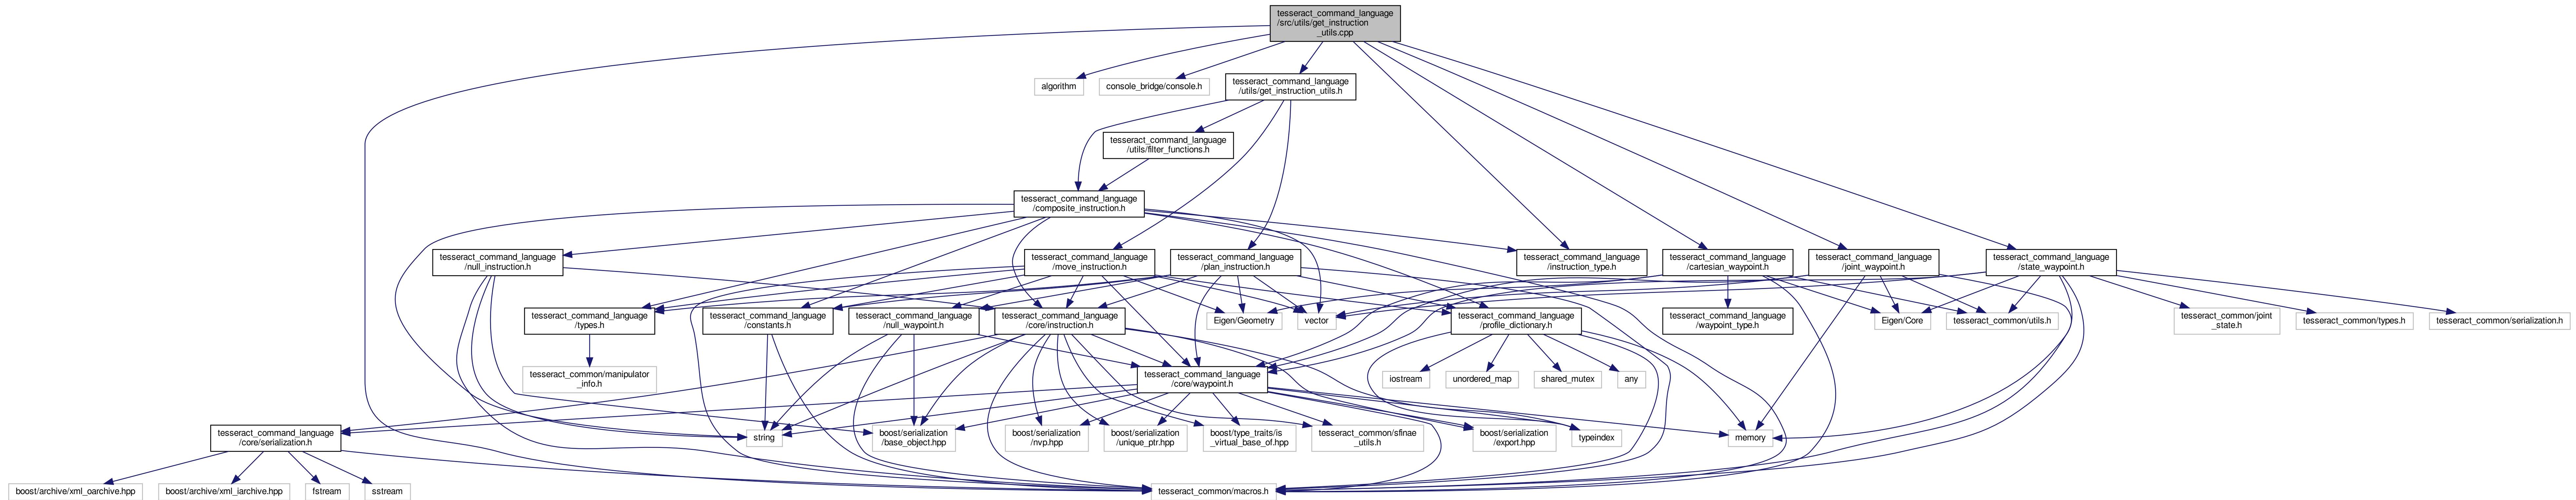 tesseract_command_language
/src/utils/get_instruction
_utils.cpp
algorithm
console_bridge/console.h
tesseract_command_language
/utils/get_instruction_utils.h
tesseract_command_language
/utils/filter_functions.h
tesseract_command_language
/composite_instruction.h
tesseract_command_language
/null_instruction.h
tesseract_command_language
/move_instruction.h
tesseract_command_language
/plan_instruction.h
tesseract_command_language
/instruction_type.h
tesseract_command_language
/cartesian_waypoint.h
tesseract_command_language
/joint_waypoint.h
tesseract_command_language
/state_waypoint.h
tesseract_command_language
/types.h
tesseract_command_language
/constants.h
tesseract_command_language
/null_waypoint.h
tesseract_command_language
/core/instruction.h
Eigen/Geometry
vector
tesseract_command_language
/profile_dictionary.h
tesseract_command_language
/waypoint_type.h
Eigen/Core
tesseract_common/utils.h
tesseract_common/joint
_state.h
tesseract_common/types.h
tesseract_common/serialization.h
tesseract_common/manipulator
_info.h
tesseract_command_language
/core/waypoint.h
iostream
unordered_map
shared_mutex
any
tesseract_command_language
/core/serialization.h
string
boost/serialization
/base_object.hpp
boost/serialization
/nvp.hpp
boost/serialization
/unique_ptr.hpp
boost/type_traits/is
_virtual_base_of.hpp
tesseract_common/sfinae
_utils.h
boost/serialization
/export.hpp
typeindex
memory
boost/archive/xml_oarchive.hpp
boost/archive/xml_iarchive.hpp
fstream
sstream
tesseract_common/macros.h